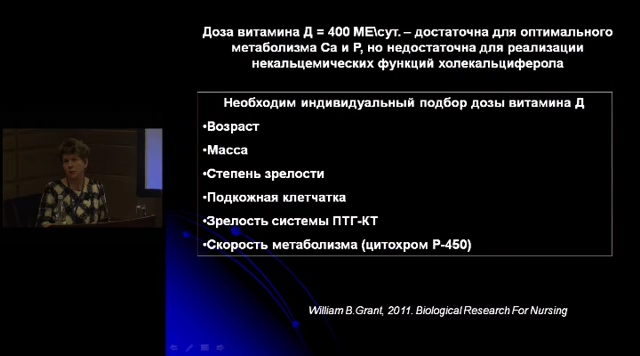 Доза витамина Д = 400 МЕ\сут. – достаточна для оптимального
метаболизма Са и Р, но недостаточна для реализации
некальцемических функций холекальциферола
Необходим индивидуальный подбор дозы витамина Д
•Возраст
•Масса
•Степень зрелости
•Подкожная клетчатка
•Зрелость системы ПТГ-КТ
•Скорость метаболизма (цитохром Р-450)
William B.Grant, 2011. Biological Research For Nursing